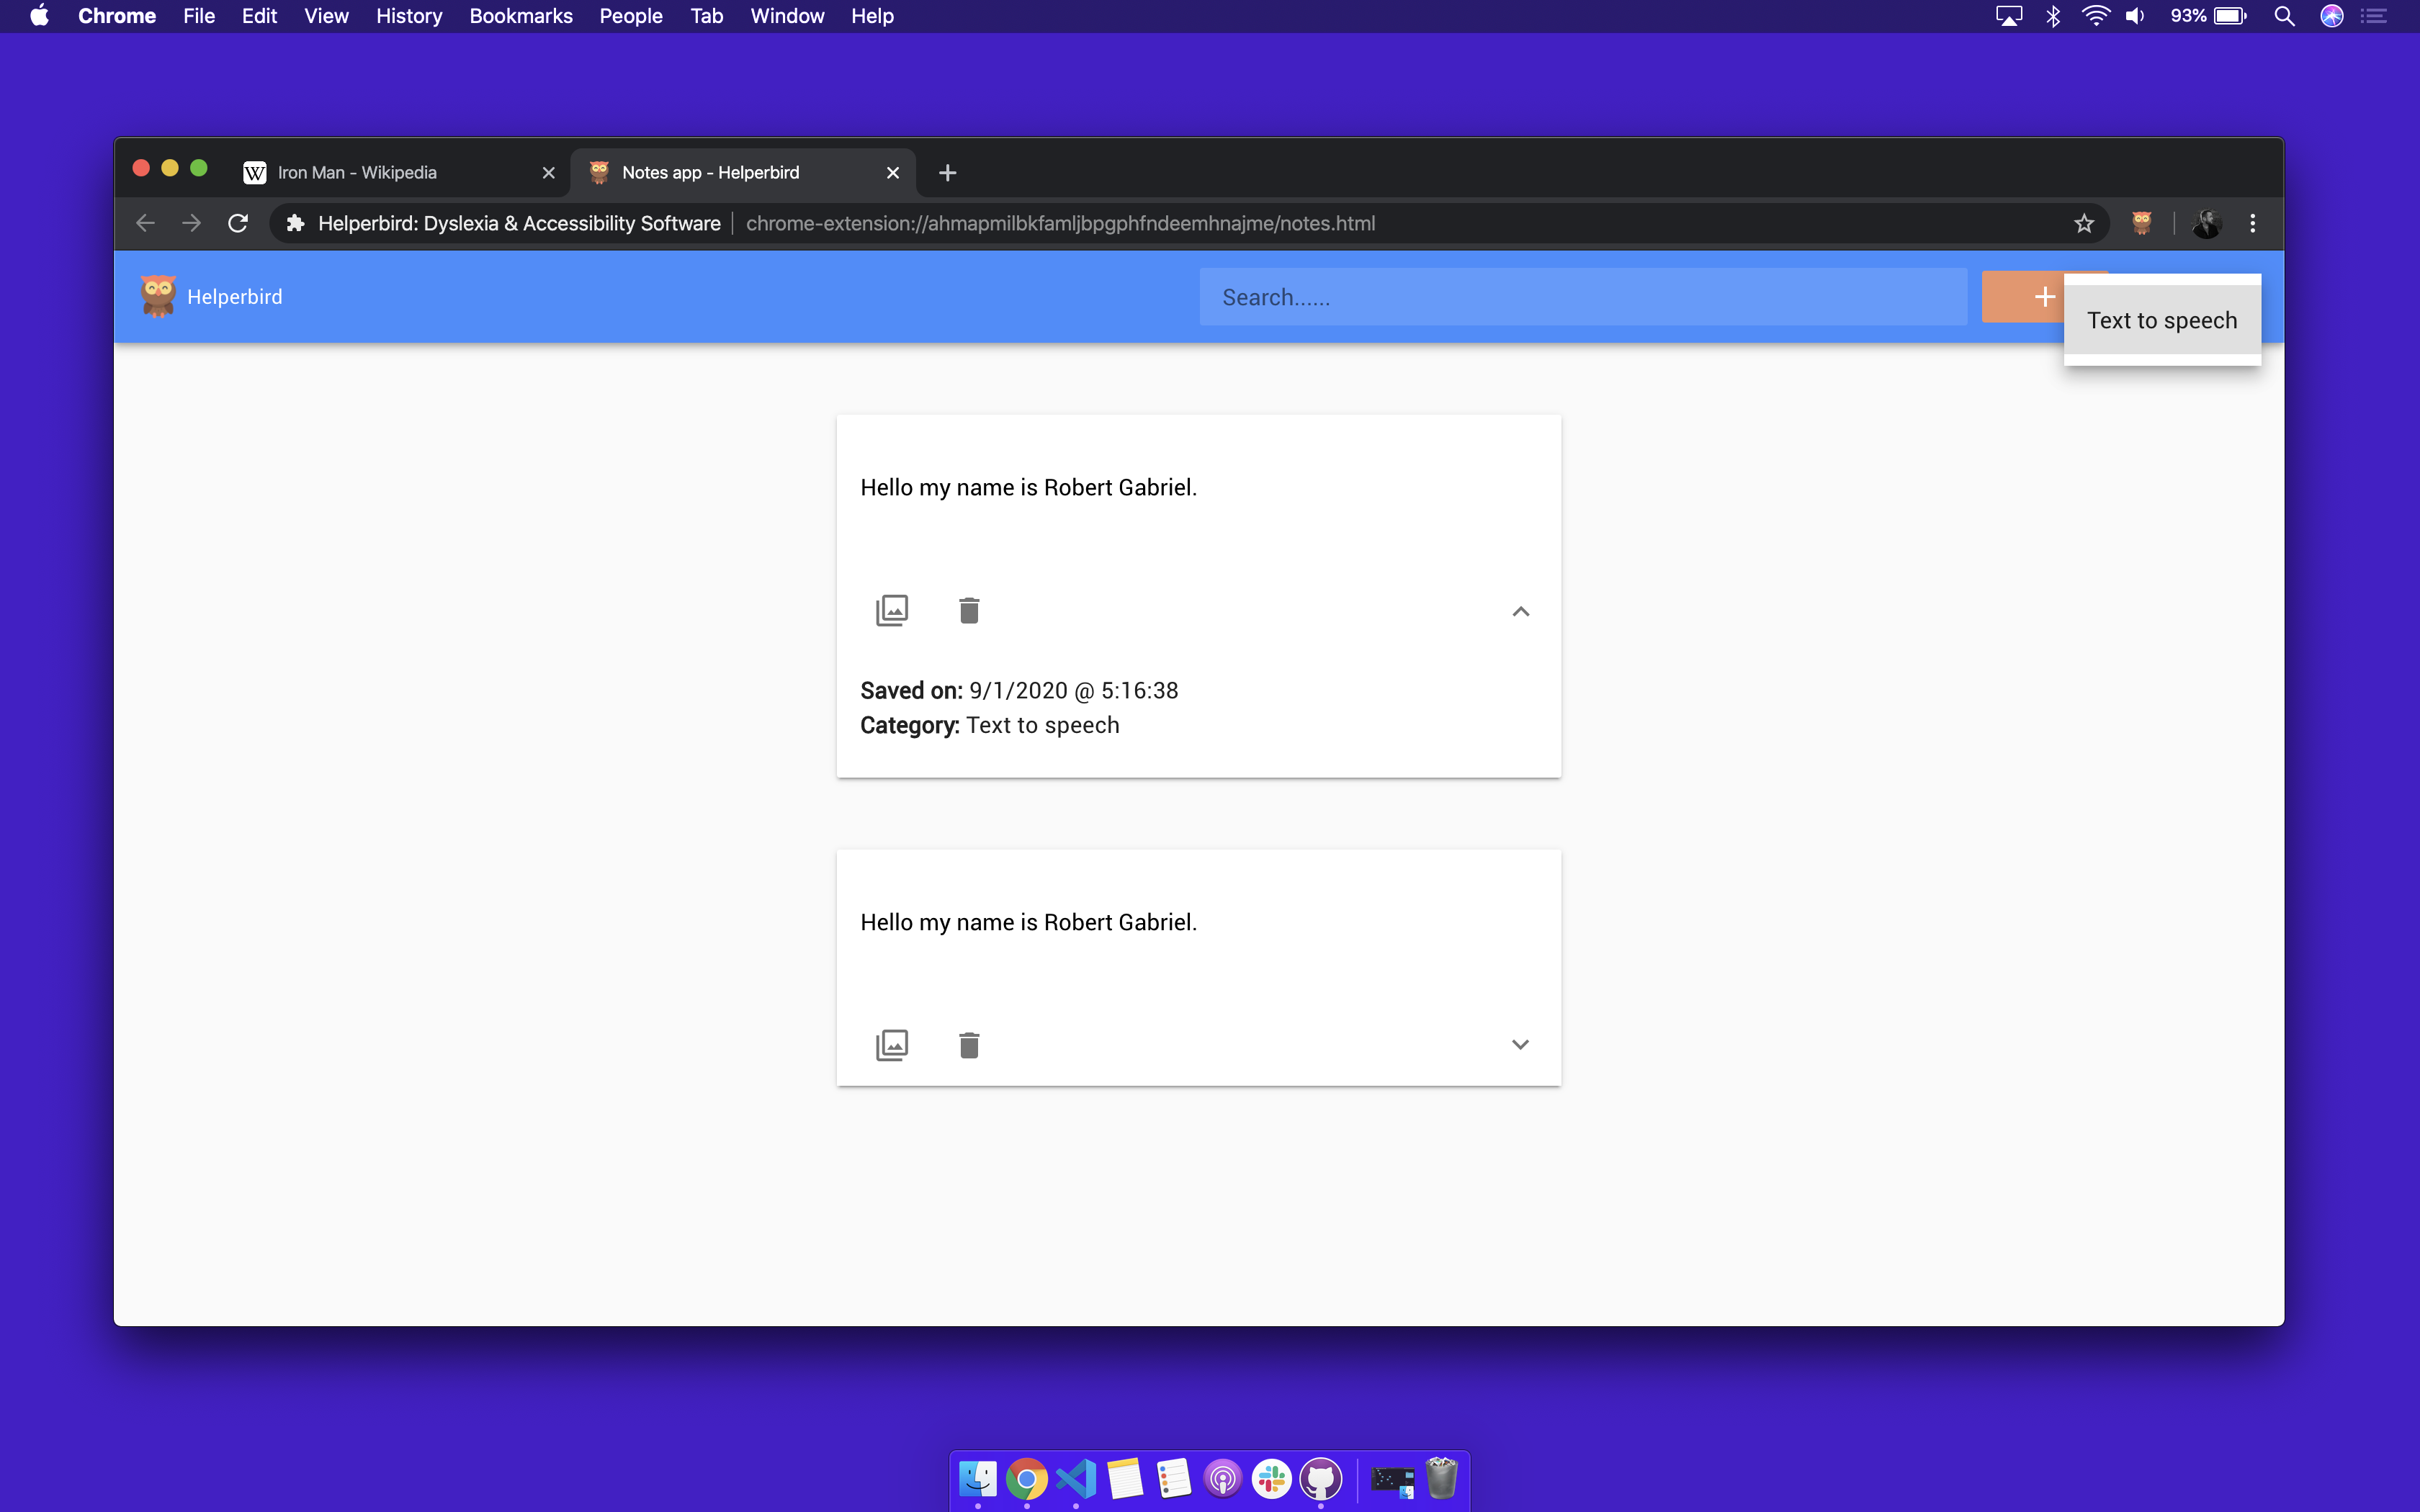 Chrome File Edit View History Bookmarks People Tab Window Help 93%
W Iron Man - Wikipedia Notes app - Helperbird
Helperbird: Dyslexia & Accessibility Software | chrome-extension://ahmapmilbkfamljbpgphfndeemhnajme/notes.html
Helperbird Search...... + Text to speech
Hello my name is Robert Gabriel.
Saved on: 9/1/2020 @ 5:16:38
Category: Text to speech
Hello my name is Robert Gabriel.